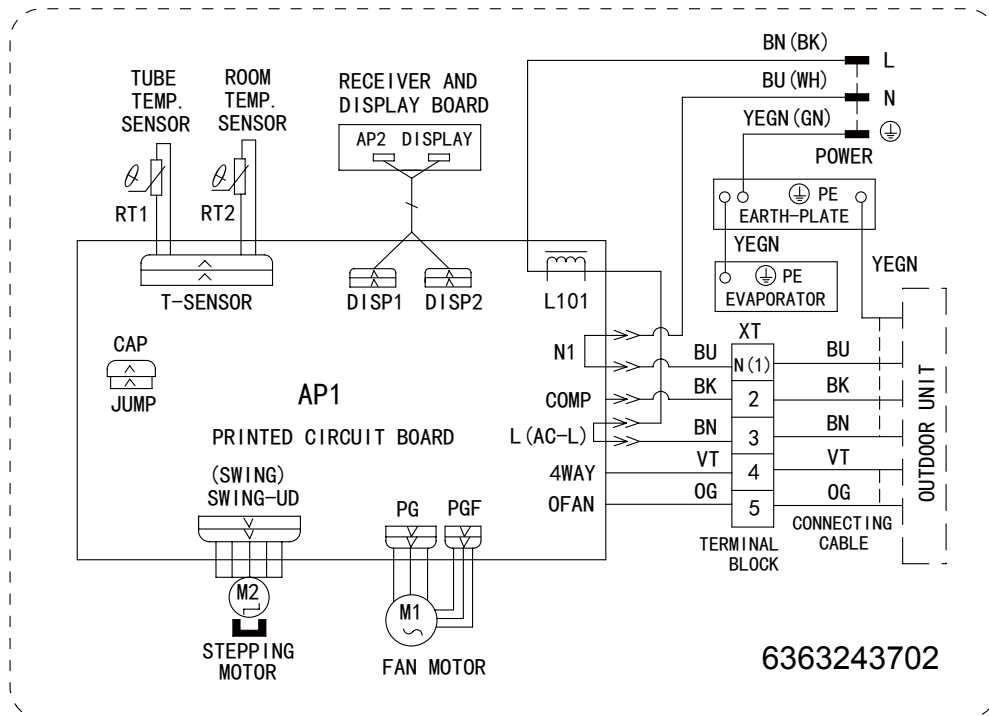 BN(BK)
L
BU(WH)
N
YEGN(GN)
POWER
TUBE
TEMP.
SENSOR
ROOM
TEMP.
SENSOR
RECEIVER AND
DISPLAY BOARD
AP2 DISPLAY
RT1
RT2
PE
EARTH-PLATE
YEGN
YEGN
PE
EVAPORATOR
T-SENSOR
DISP1
DISP2
L101
XT
N1
BU
N(1)
BU
CAP
JUMP
AP1
PRINTED CIRCUIT BOARD
COMP
BK
2
BK
L(AC-L)
BN
3
BN
4WAY
VT
4
VT
OFAN
OG
5
OG
OUTDOOR UNIT
TERMINAL
BLOCK
CONNECTING
CABLE
(SWING)
SWING-UD
PG
PGF
M2
M1
STEPPING
MOTOR
FAN MOTOR
6363243702